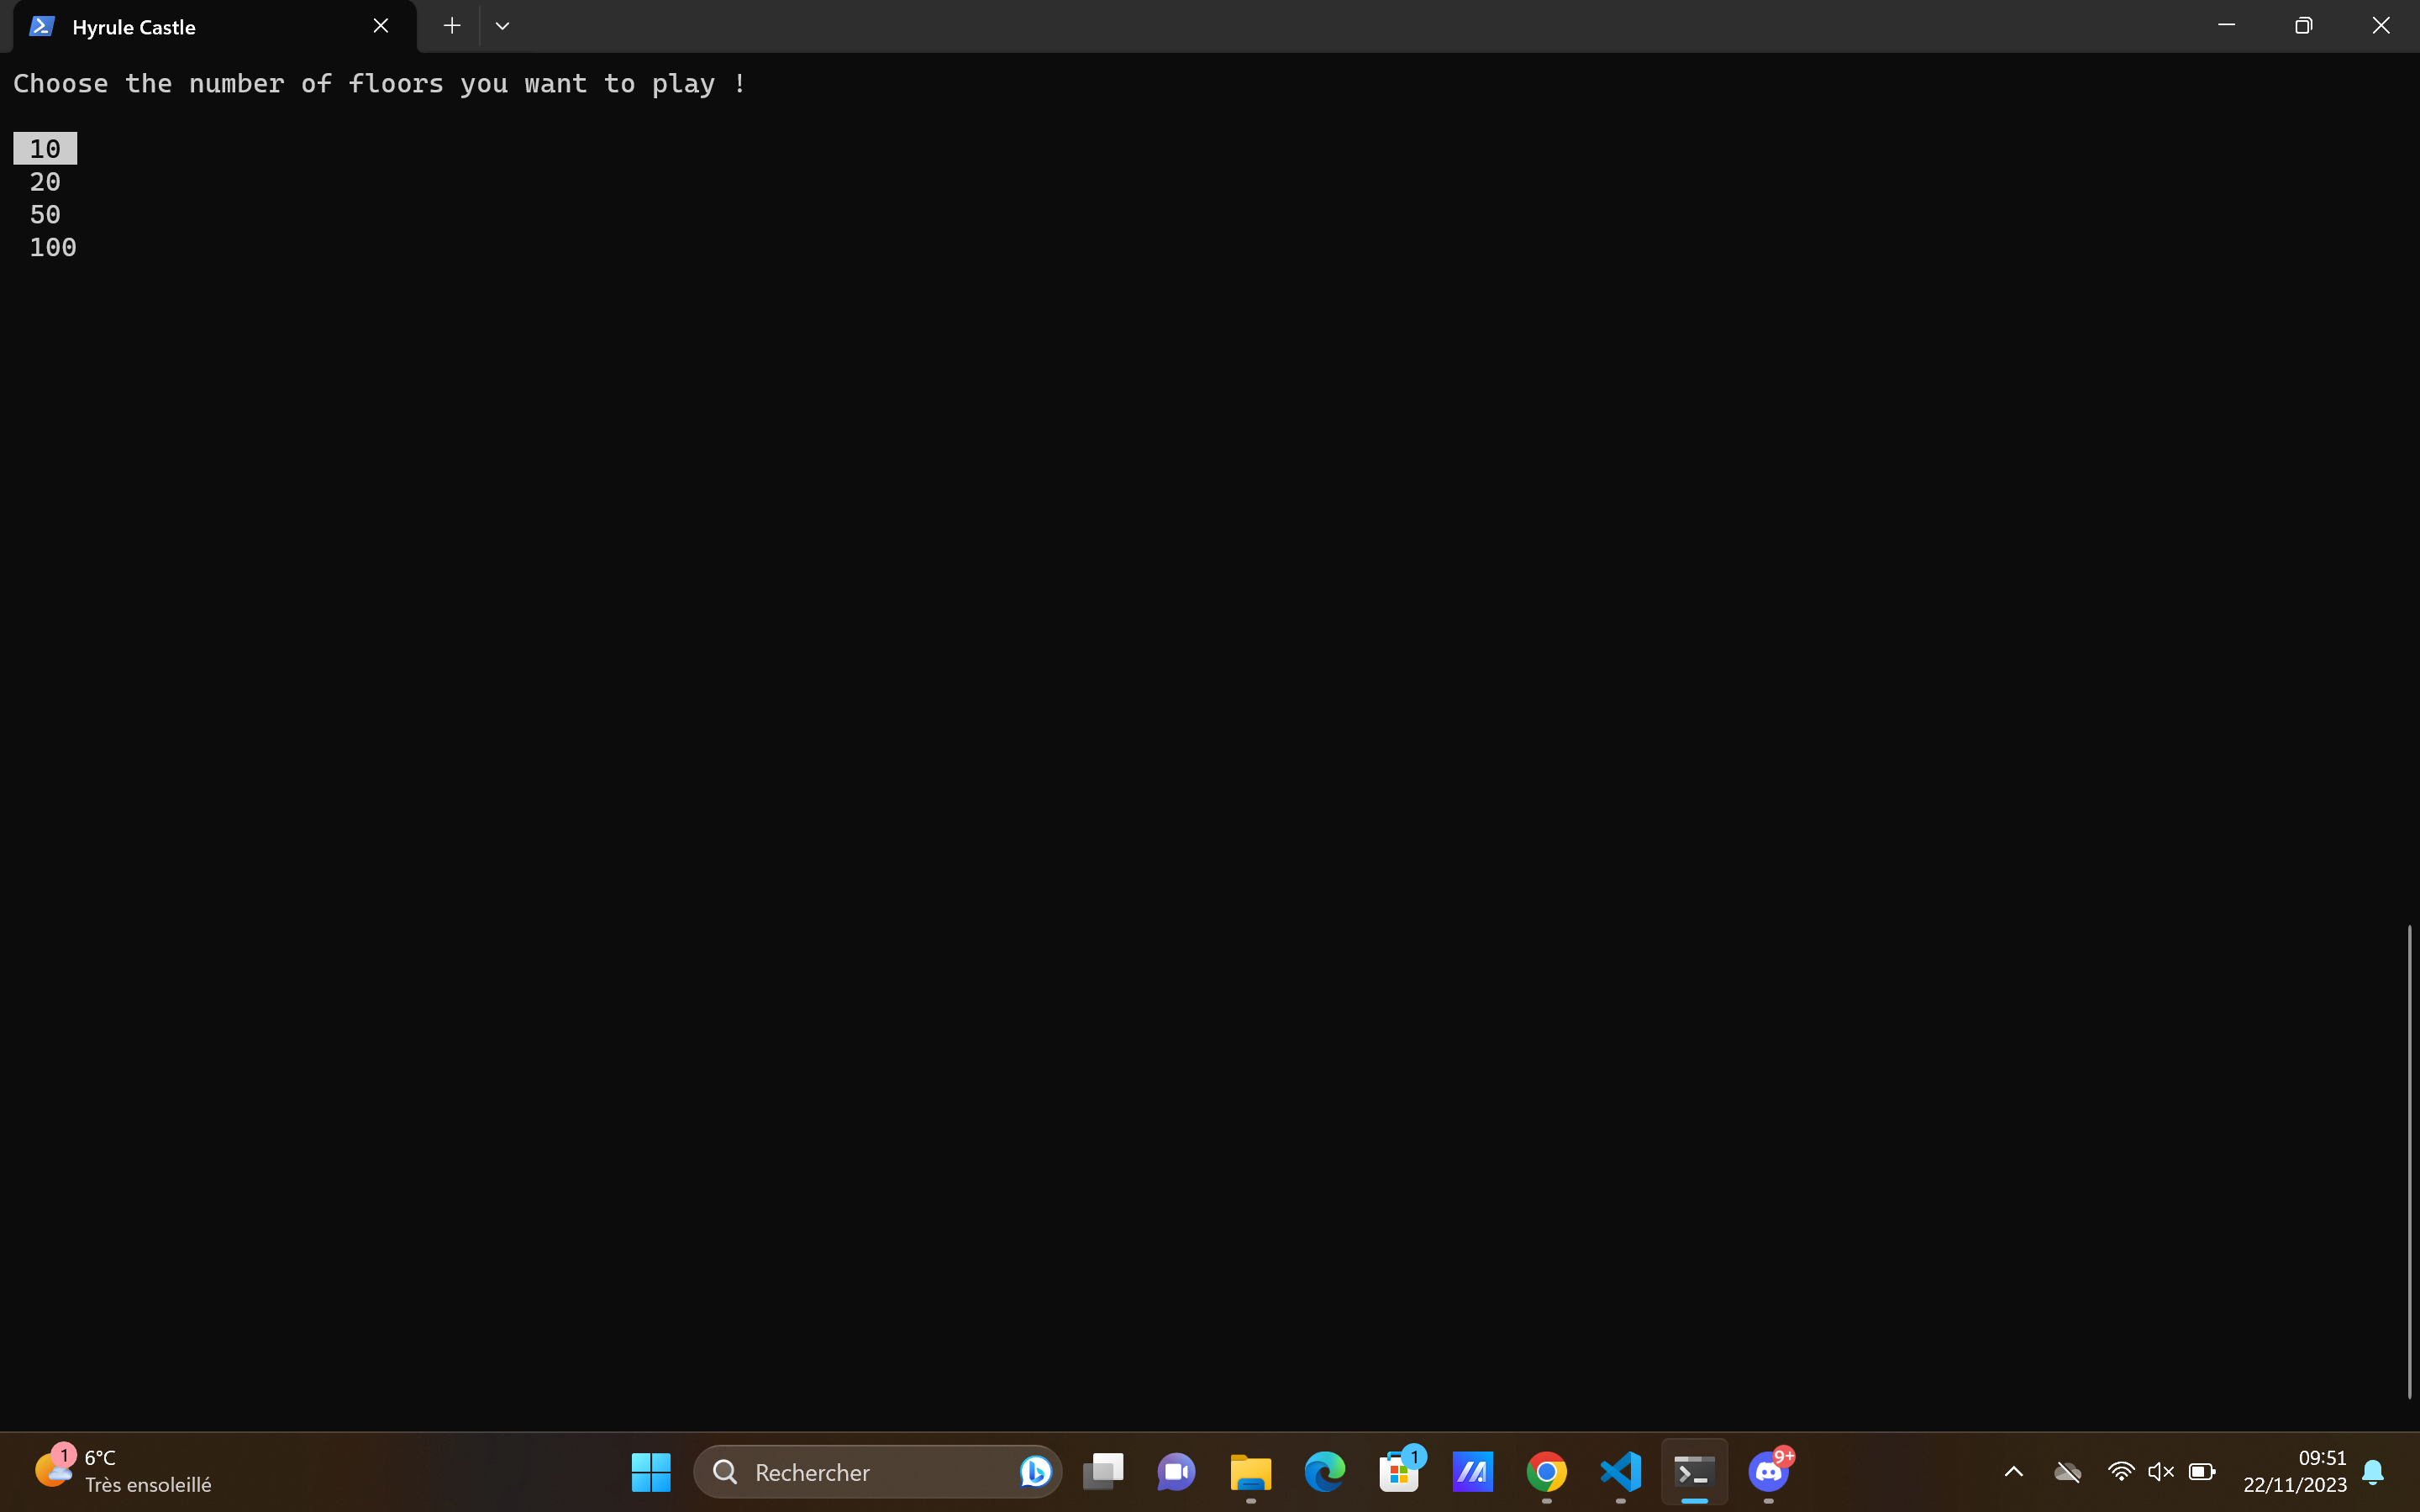 Hyrule Castle
Choose the number of floors you want to play !
10
20
50
100
1
6°C
Très ensoleillé
Rechercher
1
9+
09:51
22/11/2023